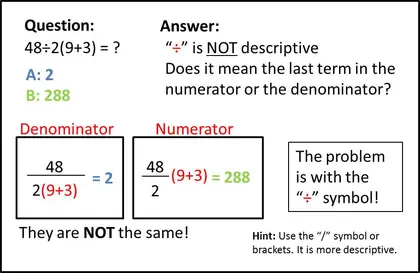 Question:
48÷2(9+3) = ?
A: 2
B: 288
Answer:
“÷” is NOT descriptive
Does it mean the last term in the
numerator or the denominator?
Denominator
48
2(9+3)
= 2
Numerator
48
2
(9+3) = 288
They are NOT the same!
The problem
is with the
“÷” symbol!
Hint: Use the “/” symbol or
brackets. It is more descriptive.